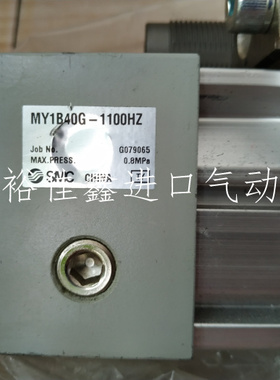 MY1B40G-1100HZ
Job No. G079065
MAX.PRESS. 0.8MPa
SMC CHINA
裕佳鑫进口气动